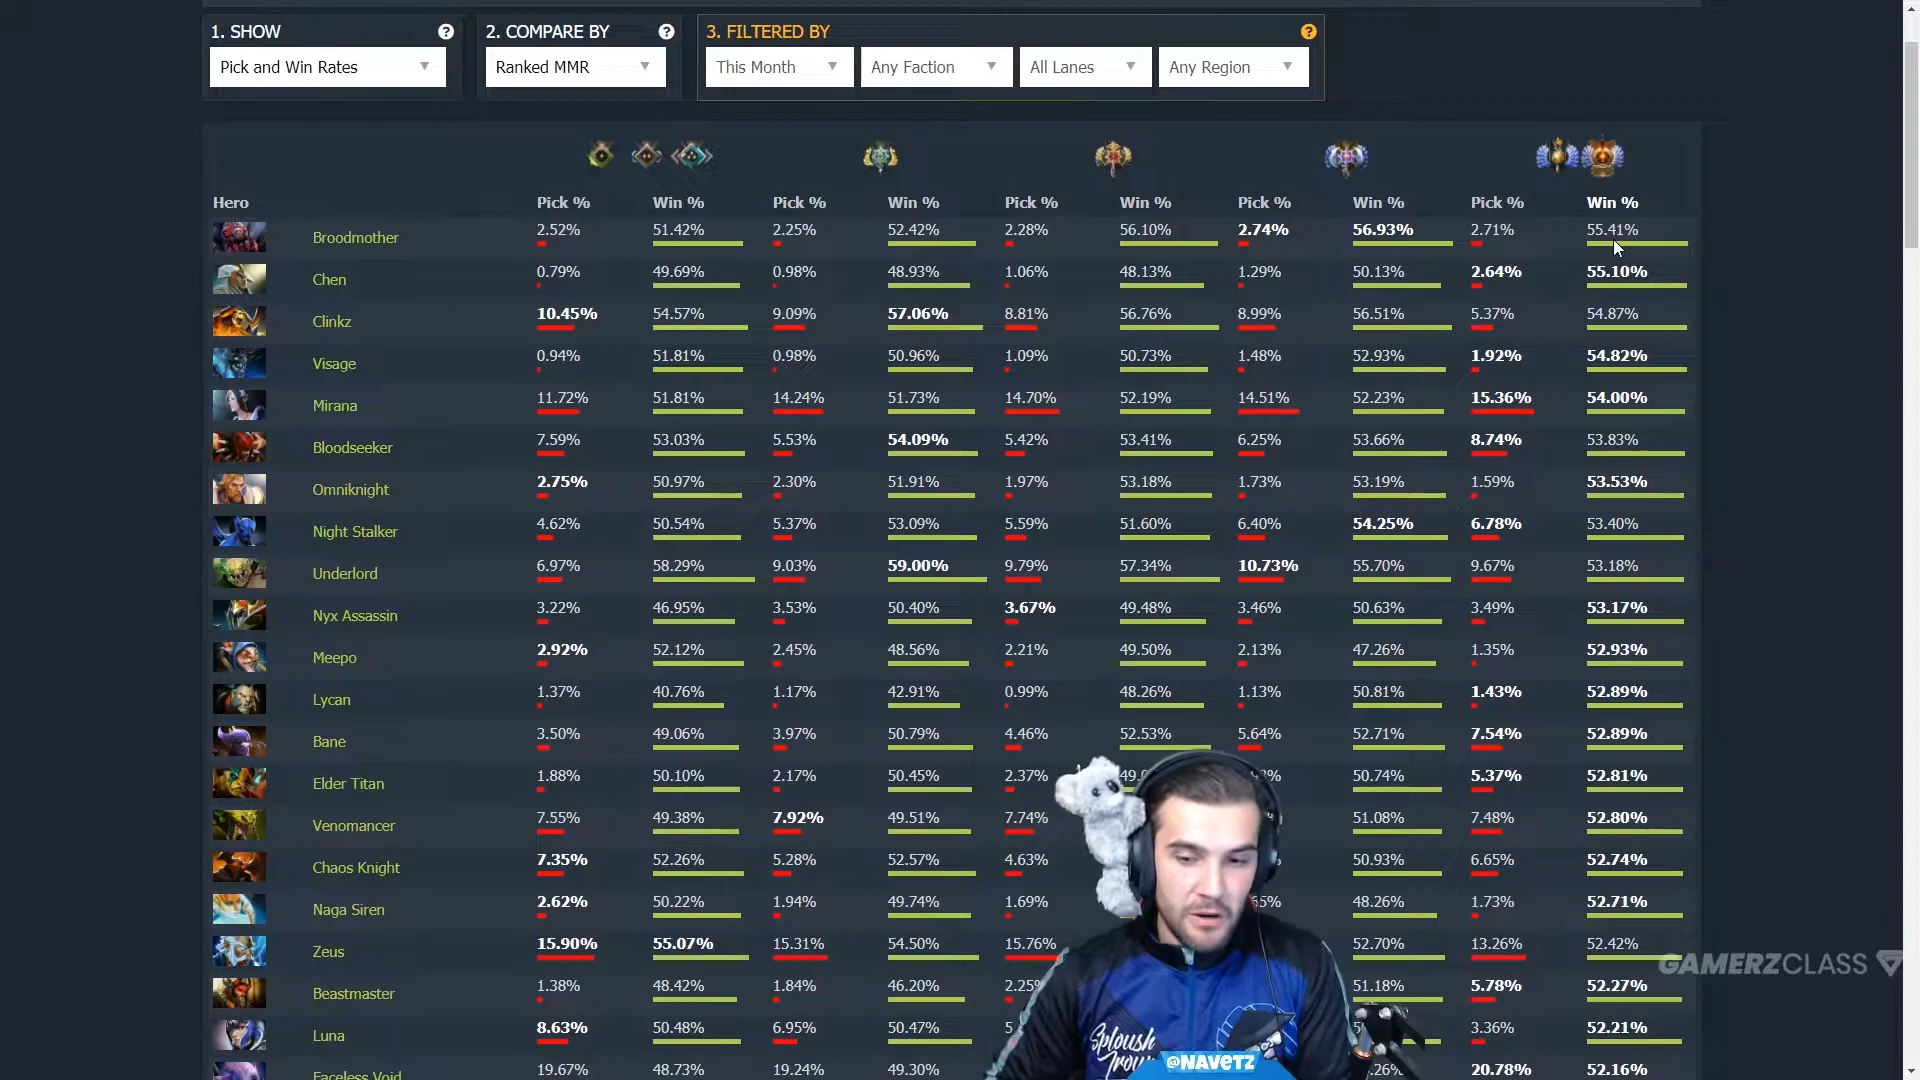 1. SHOW ? 2. COMPARE BY ? 3. FILTERED BY ?
Pick and Win Rates Ranked MMR This Month Any Faction All Lanes Any Region
Hero Pick % Win % Pick % Win % Pick % Win % Pick % Win % Pick % Win %
Broodmother 2.52% 51.42% 2.25% 52.42% 2.28% 56.10% 2.74% 56.93% 2.71% 55.41%
Chen 0.79% 49.69% 0.98% 48.93% 1.06% 48.13% 1.29% 50.13% 2.64% 55.10%
Clinkz 10.45% 54.57% 9.09% 57.06% 8.81% 56.76% 8.99% 56.51% 5.37% 54.87%
Visage 0.94% 51.81% 0.98% 50.96% 1.09% 50.73% 1.48% 52.93% 1.92% 54.82%
Mirana 11.72% 51.81% 14.24% 51.73% 14.70% 52.19% 14.51% 52.23% 15.36% 54.00%
Bloodseeker 7.59% 53.03% 5.53% 54.09% 5.42% 53.41% 6.25% 53.66% 8.74% 53.83%
Omniknight 2.75% 50.97% 2.30% 51.91% 1.97% 53.18% 1.73% 53.19% 1.59% 53.53%
Night Stalker 4.62% 50.54% 5.37% 53.09% 5.59% 51.60% 6.40% 54.25% 6.78% 53.40%
Underlord 6.97% 58.29% 9.03% 59.00% 9.79% 57.34% 10.73% 55.70% 9.67% 53.18%
Nyx Assassin 3.22% 46.95% 3.53% 50.40% 3.67% 49.48% 3.46% 50.63% 3.49% 53.17%
Meepo 2.92% 52.12% 2.45% 48.56% 2.21% 49.50% 2.13% 47.26% 1.35% 52.93%
Lycan 1.37% 40.76% 1.17% 42.91% 0.99% 48.26% 1.13% 50.81% 1.43% 52.89%
Bane 3.50% 49.06% 3.97% 50.79% 4.46% 52.53% 5.64% 52.71% 7.54% 52.89%
Elder Titan 1.88% 50.10% 2.17% 50.45% 2.37% 50.74% 5.37% 52.81%
Venomancer 7.55% 49.38% 7.92% 49.51% 7.74% 51.08% 7.48% 52.80%
Chaos Knight 7.35% 52.26% 5.28% 52.57% 4.63% 50.93% 6.65% 52.74%
Naga Siren 2.62% 50.22% 1.94% 49.74% 1.69% 48.26% 1.73% 52.71%
Zeus 15.90% 55.07% 15.31% 54.50% 15.76% 52.70% 13.26% 52.42%
GAMERZCLASS
Beastmaster 1.38% 48.42% 1.84% 46.20% 2.25% 51.18% 5.78% 52.27%
Luna 8.63% 50.48% 6.95% 50.47% 3.36% 52.21%
Faceless Void 19.67% 48.73% 19.24% 49.30% 20.78% 52.16%
Sploush
@NAVETZ